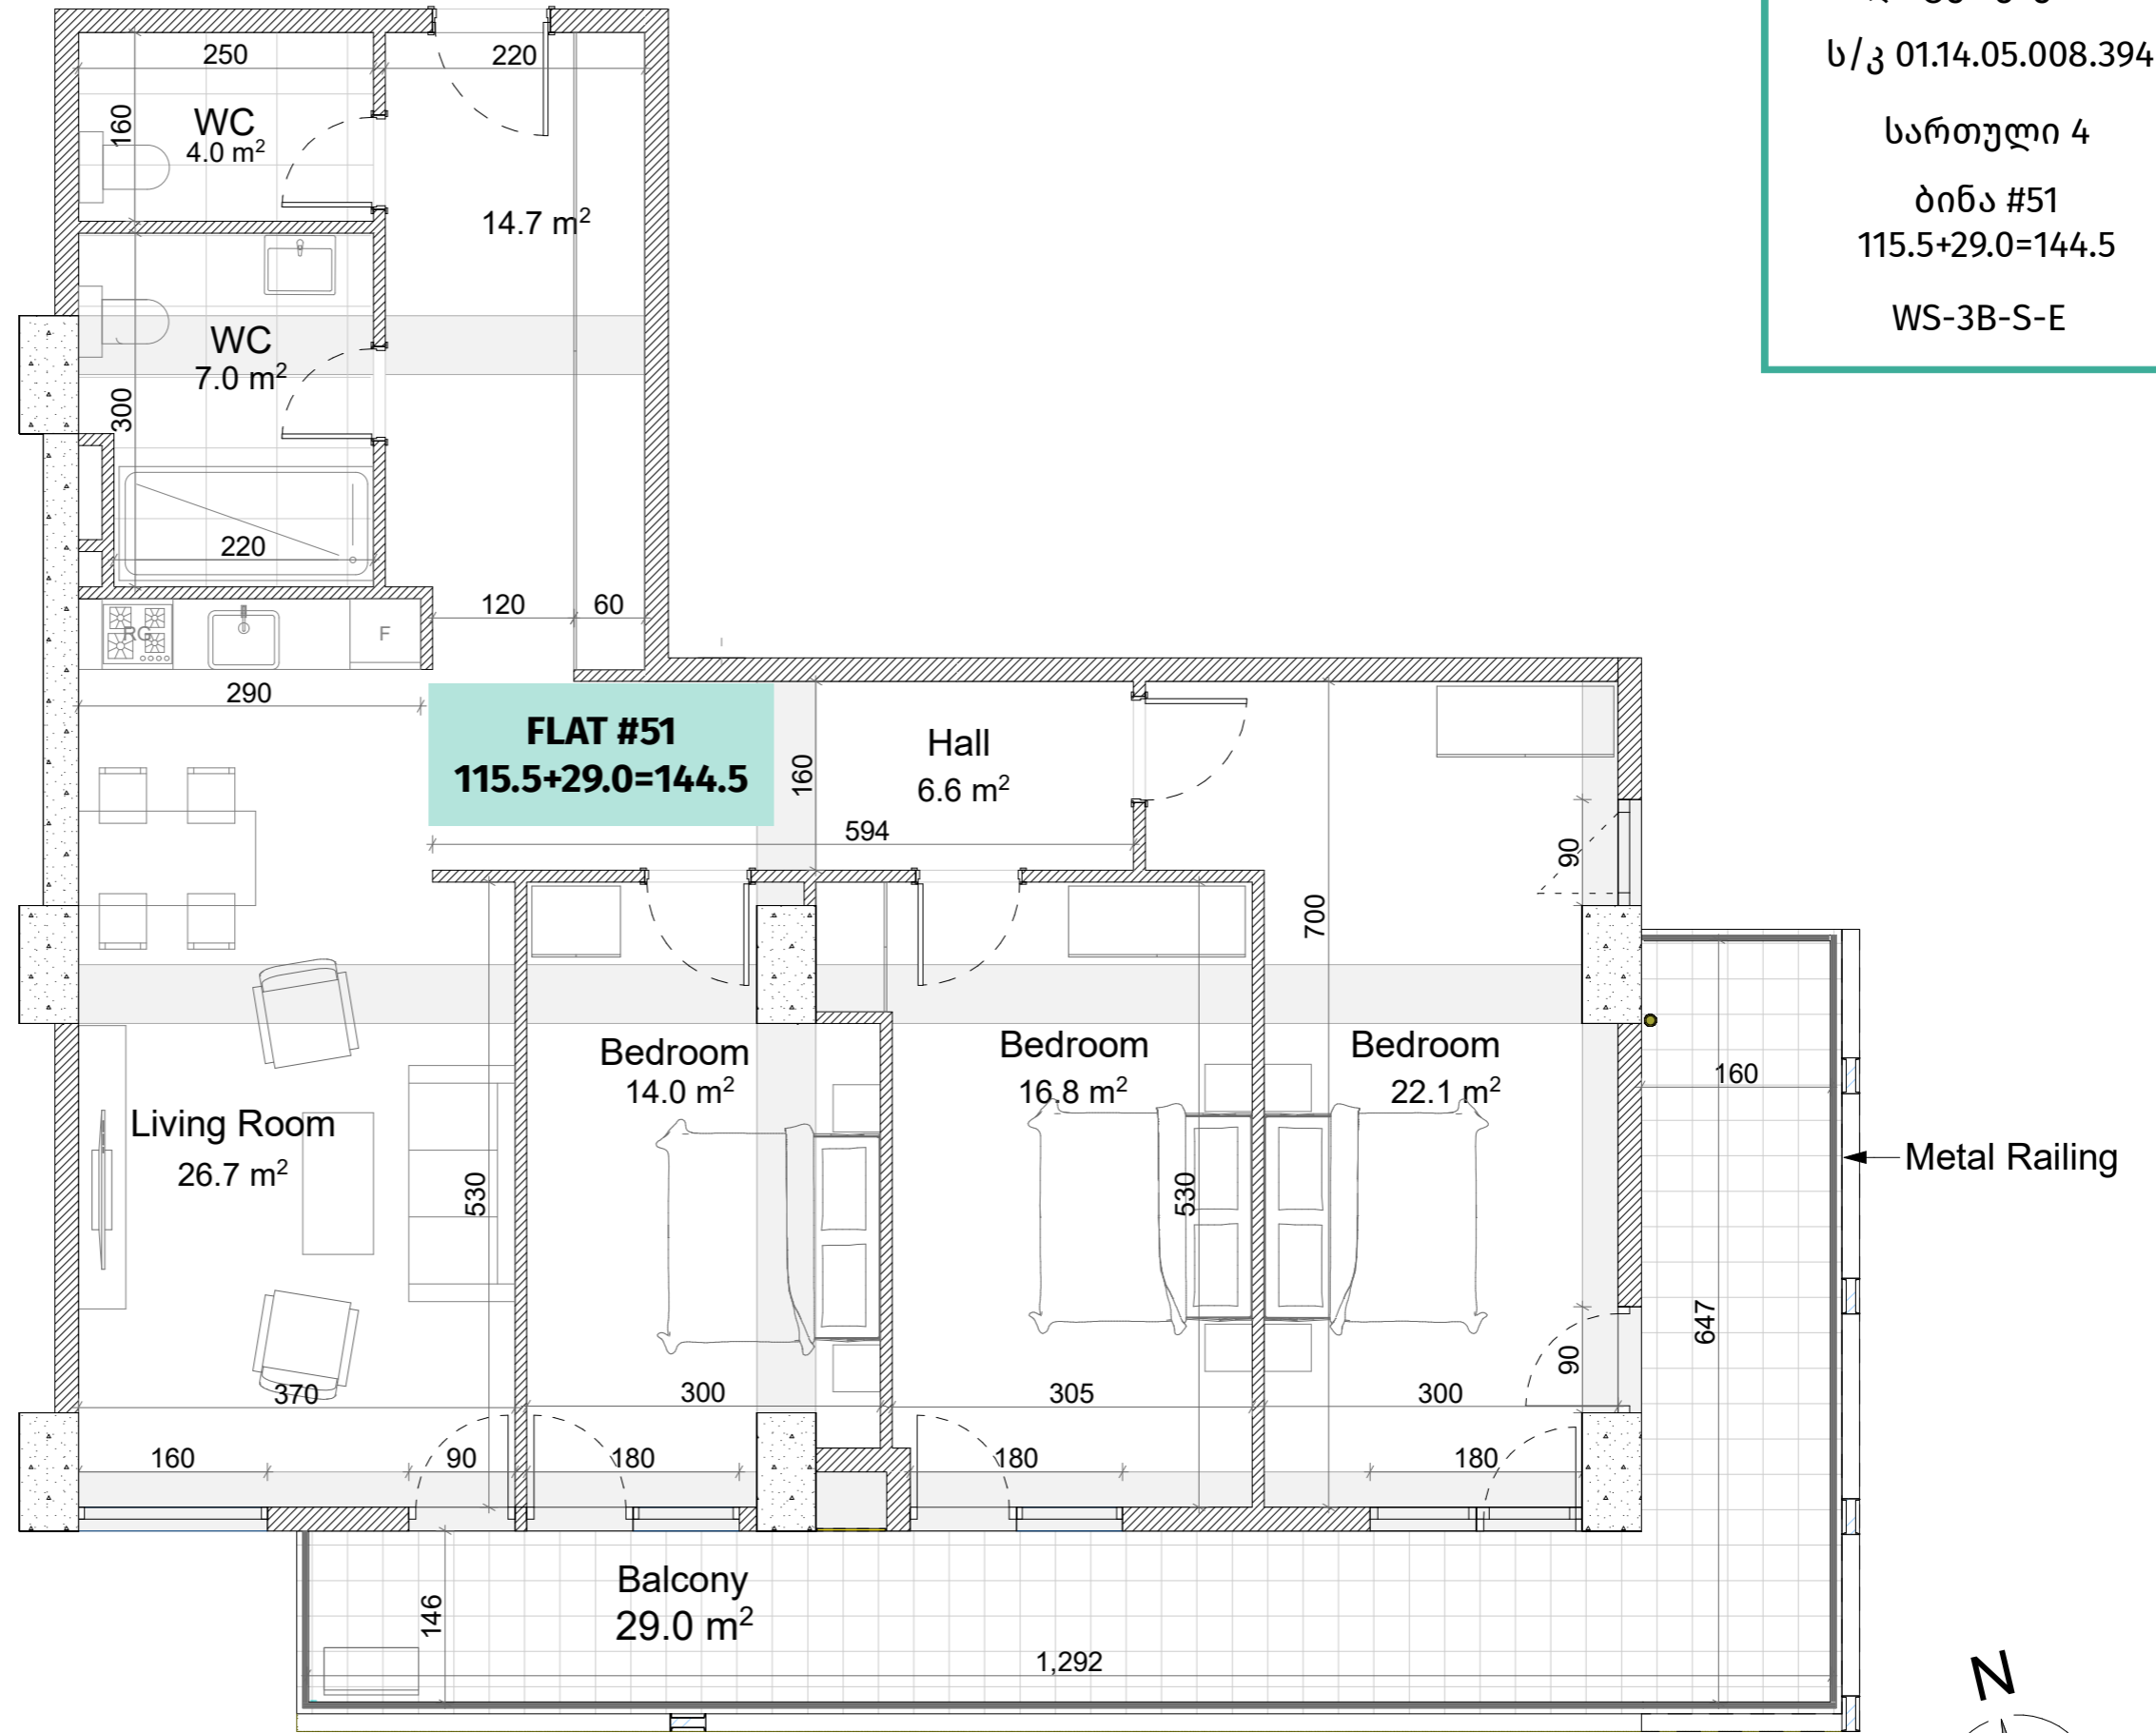 ს/კ 01.14.05.008.394
სართული 4
ბინა #51
115.5+29.0=144.5
WS-3B-S-E
250
220
160
WC
4.0 m²
14.7 m²
WC
7.0 m²
300
220
120
60
RG
F
290
FLAT #51
115.5+29.0=144.5
160
Hall
6.6 m²
594
90
700
Bedroom
14.0 m²
Bedroom
16.8 m²
Bedroom
22.1 m²
160
Living Room
26.7 m²
Metal Railing
530
530
647
90
370
300
305
300
160
90
180
180
180
Balcony
29.0 m²
146
1,292
N